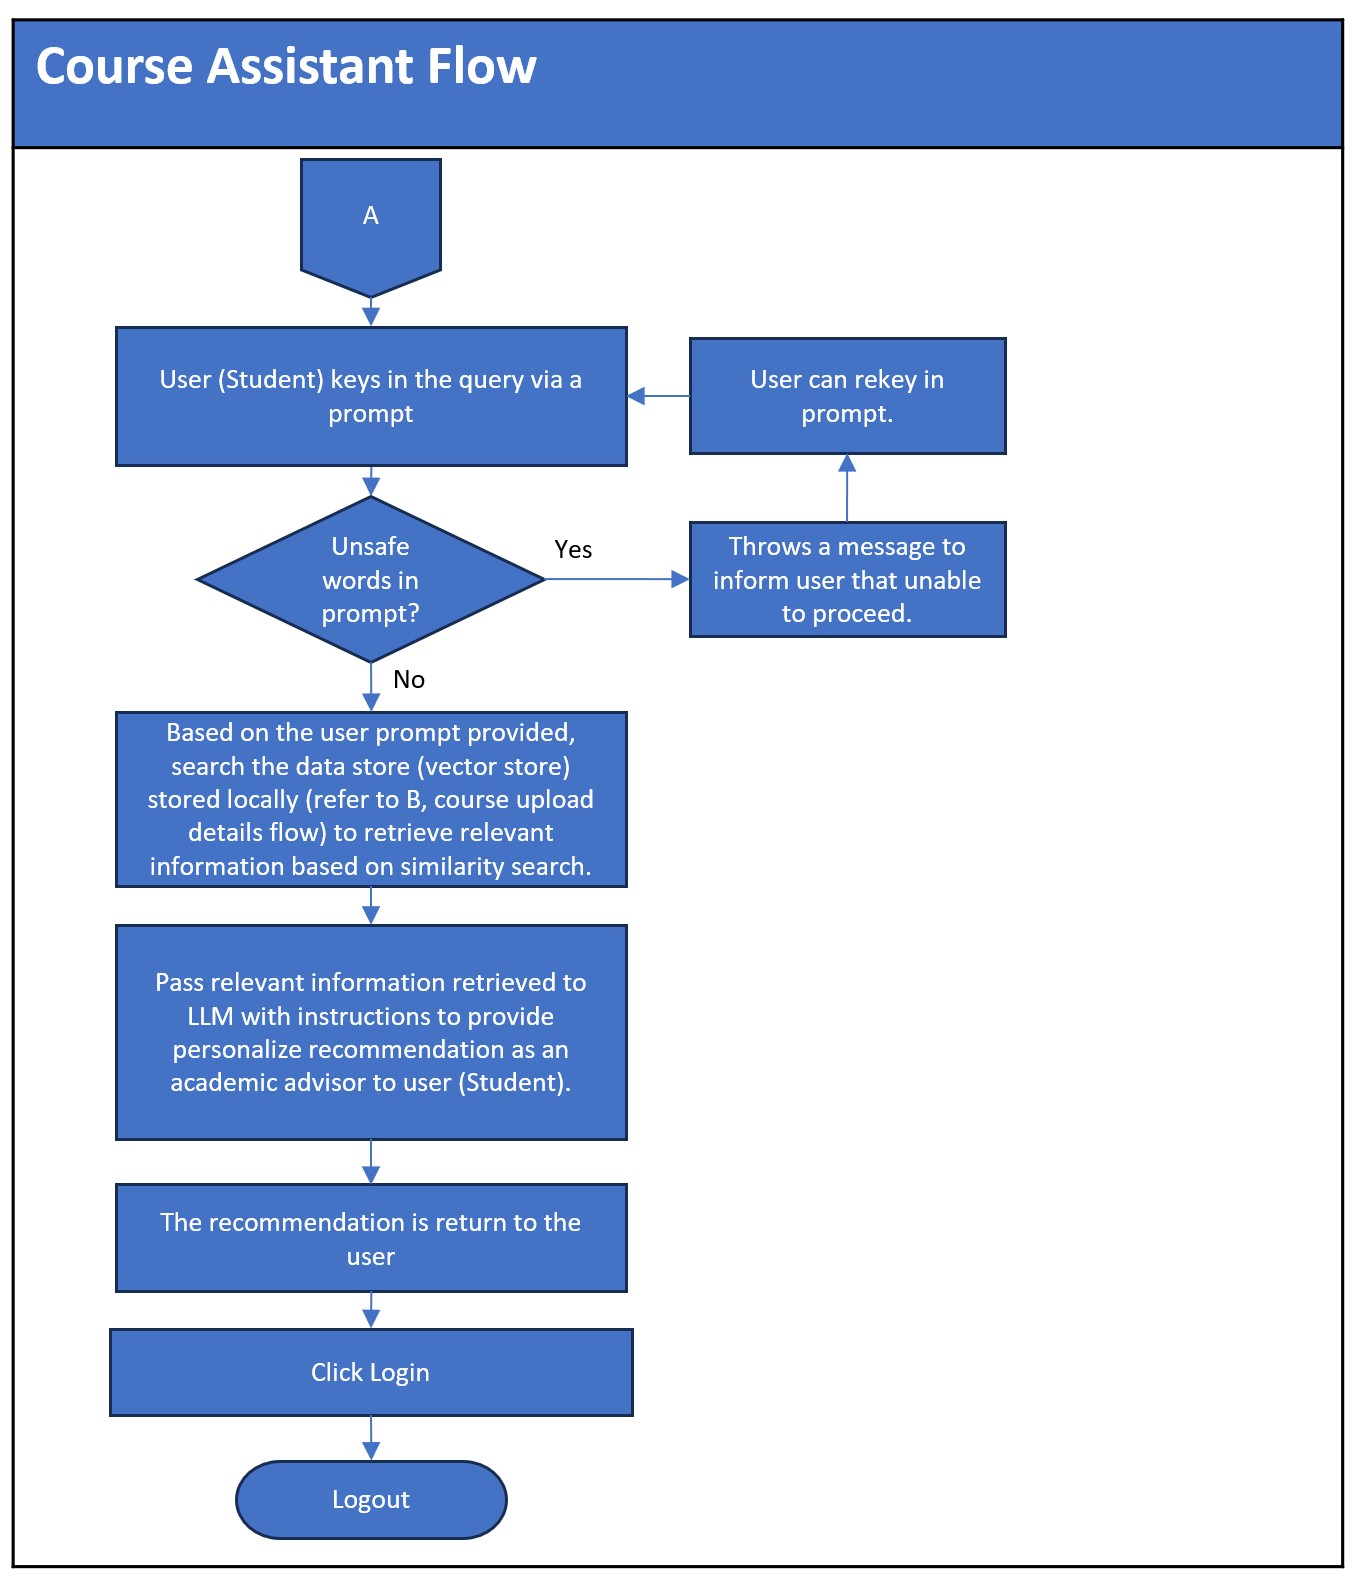 Course Assistant Flow
A
User (Student) keys in the query via a
prompt
User can rekey in
prompt.
Unsafe
words in
prompt?
Yes
Throws a message to
inform user that unable
to proceed.
No
Based on the user prompt provided,
search the data store (vector store)
stored locally (refer to B, course upload
details flow) to retrieve relevant
information based on similarity search.
Pass relevant information retrieved to
LLM with instructions to provide
personalize recommendation as an
academic advisor to user (Student).
The recommendation is return to the
user
Click Login
Logout